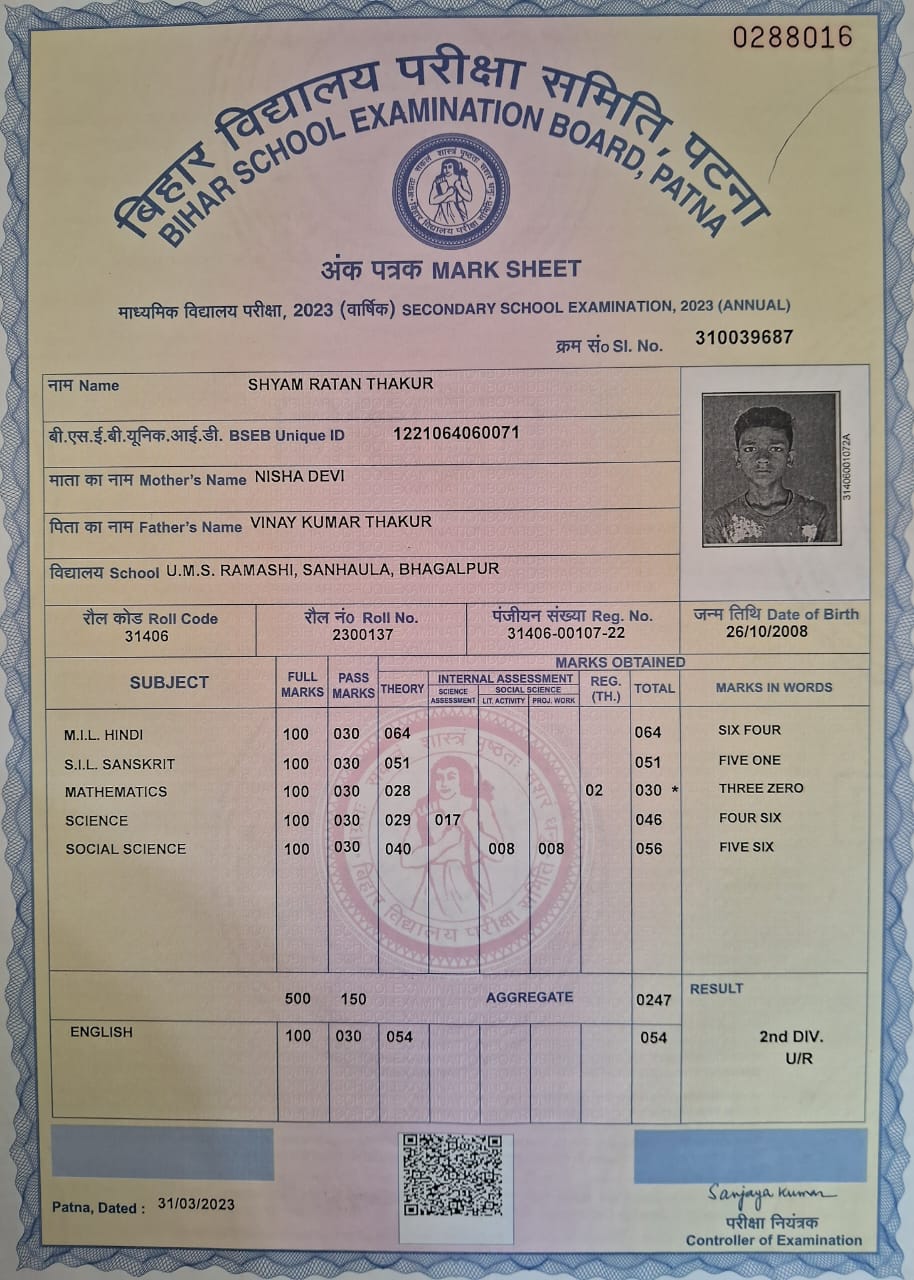 0288016
बिहार विद्यालय परीक्षा समिति, पटना
BIHAR SCHOOL EXAMINATION BOARD, PATNA
अंक पत्रक MARK SHEET
माध्यमिक विद्यालय परीक्षा, 2023 (वार्षिक) SECONDARY SCHOOL EXAMINATION, 2023 (ANNUAL)
क्रम सं० Sl. No. 310039687
नाम Name SHYAM RATAN THAKUR
बी.एस.ई.बी.यूनिक.आई.डी. BSEB Unique ID 1221064060071
माता का नाम Mother's Name NISHA DEVI
पिता का नाम Father's Name VINAY KUMAR THAKUR
विद्यालय School U.M.S. RAMASHI, SANHAULA, BHAGALPUR
31406001072A
रौल कोड Roll Code रौल नं० Roll No. पंजीयन संख्या Reg. No. जन्म तिथि Date of Birth
31406 2300137 31406-00107-22 26/10/2008
SUBJECT FULL MARKS PASS MARKS MARKS OBTAINED
THEORY INTERNAL ASSESSMENT REG. (TH.) TOTAL MARKS IN WORDS
SCIENCE ASSESSMENT SOCIAL SCIENCE
LIT. ACTIVITY PROJ. WORK
M.I.L. HINDI 100 030 064 064 SIX FOUR
S.I.L. SANSKRIT 100 030 051 051 FIVE ONE
MATHEMATICS 100 030 028 02 030 * THREE ZERO
SCIENCE 100 030 029 017 046 FOUR SIX
SOCIAL SCIENCE 100 030 040 008 008 056 FIVE SIX
500 150 AGGREGATE 0247 RESULT
ENGLISH 100 030 054 054 2nd DIV.
U/R
Patna, Dated : 31/03/2023
Sanjaya Kumar
परीक्षा नियंत्रक
Controller of Examination